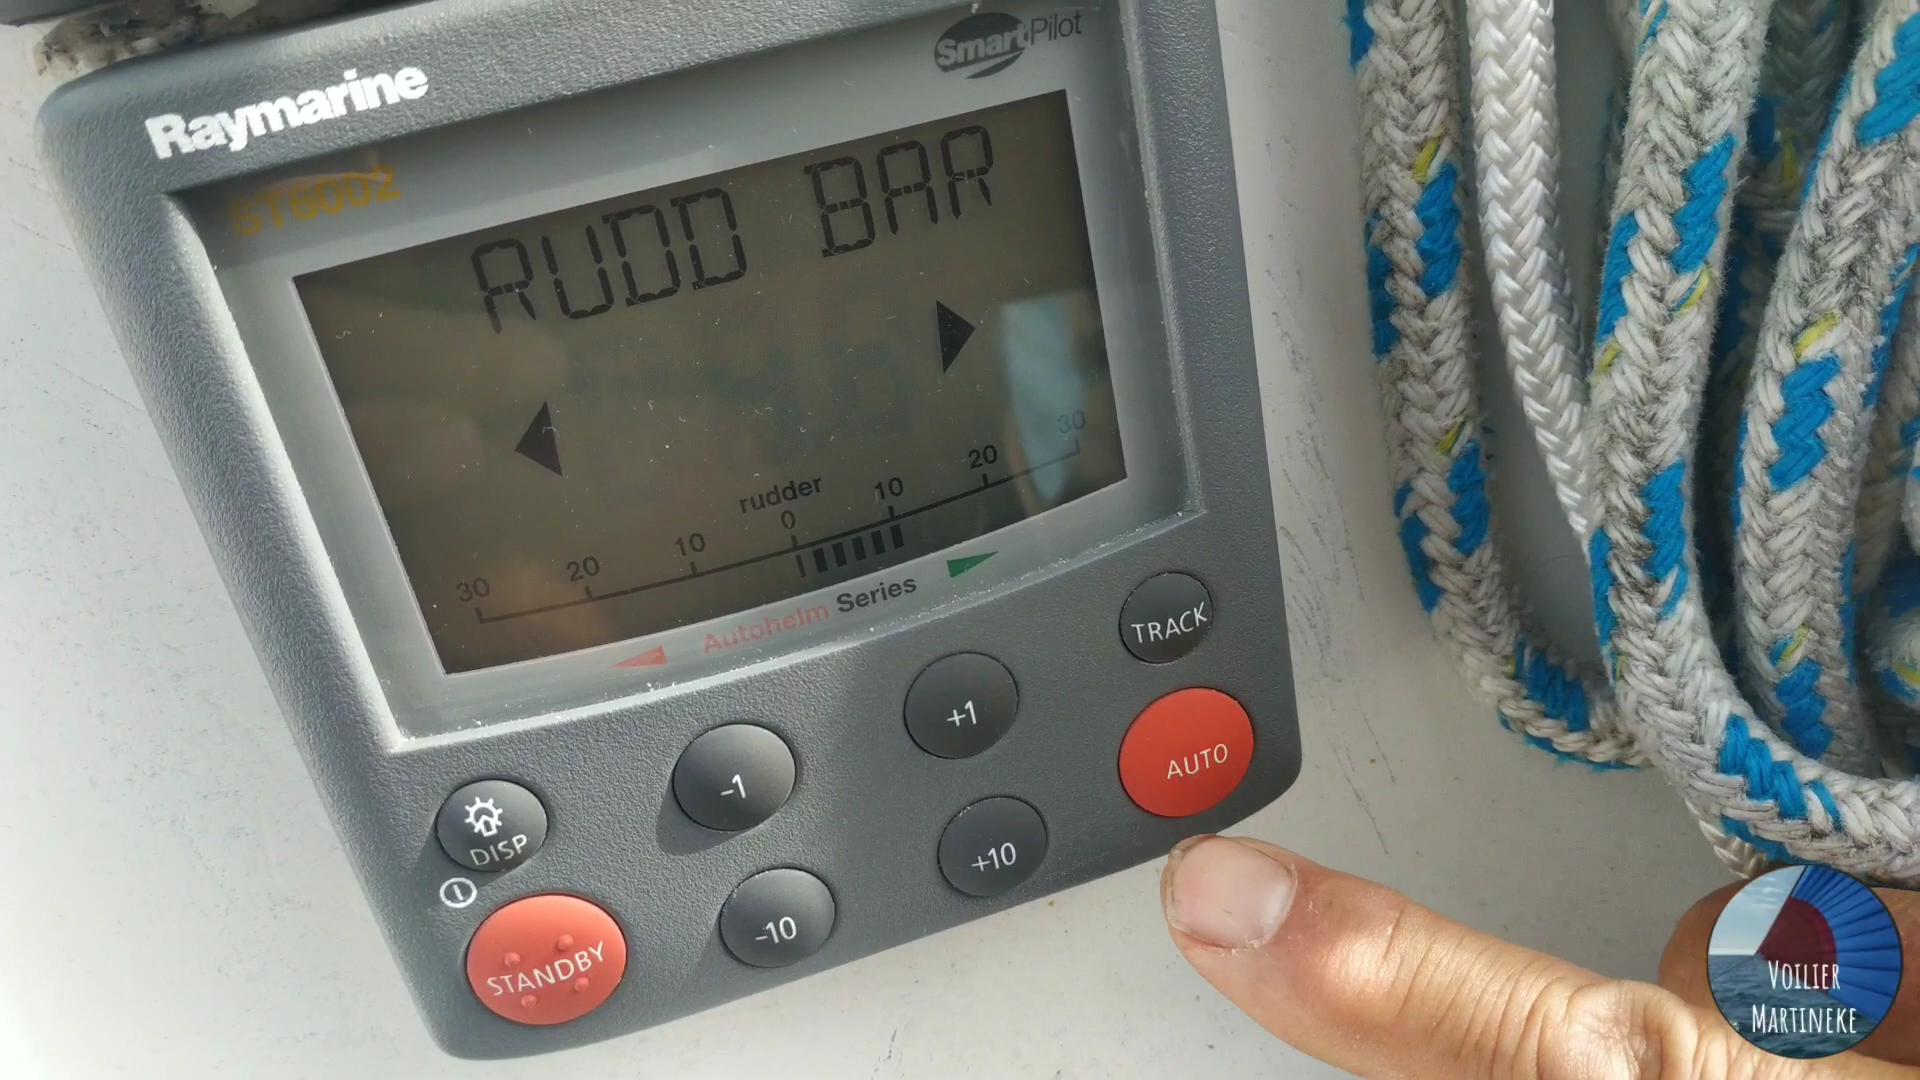 Raymarine
SmartPilot
ST6002
RUDD BAR
rudder
30 20 10 0 10 20 30
Autohelm Series
TRACK
+1
AUTO
-1
DISP
+10
-10
STANDBY
VOILIER
MARTINEKE